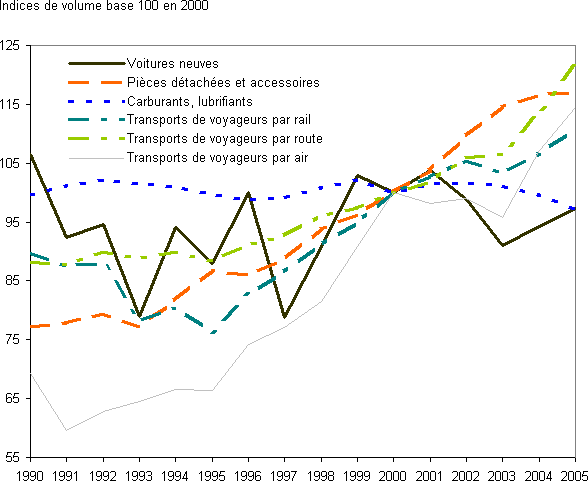 Indices de volume base 100 en 2000
125
115
105
95
85
75
65
55
Voitures neuves
Pièces détachées et accessoires
Carburants, lubrifiants
Transports de voyageurs par rail
Transports de voyageurs par route
Transports de voyageurs par air
1990 1991 1992 1993 1994 1995 1996 1997 1998 1999 2000 2001 2002 2003 2004 2005